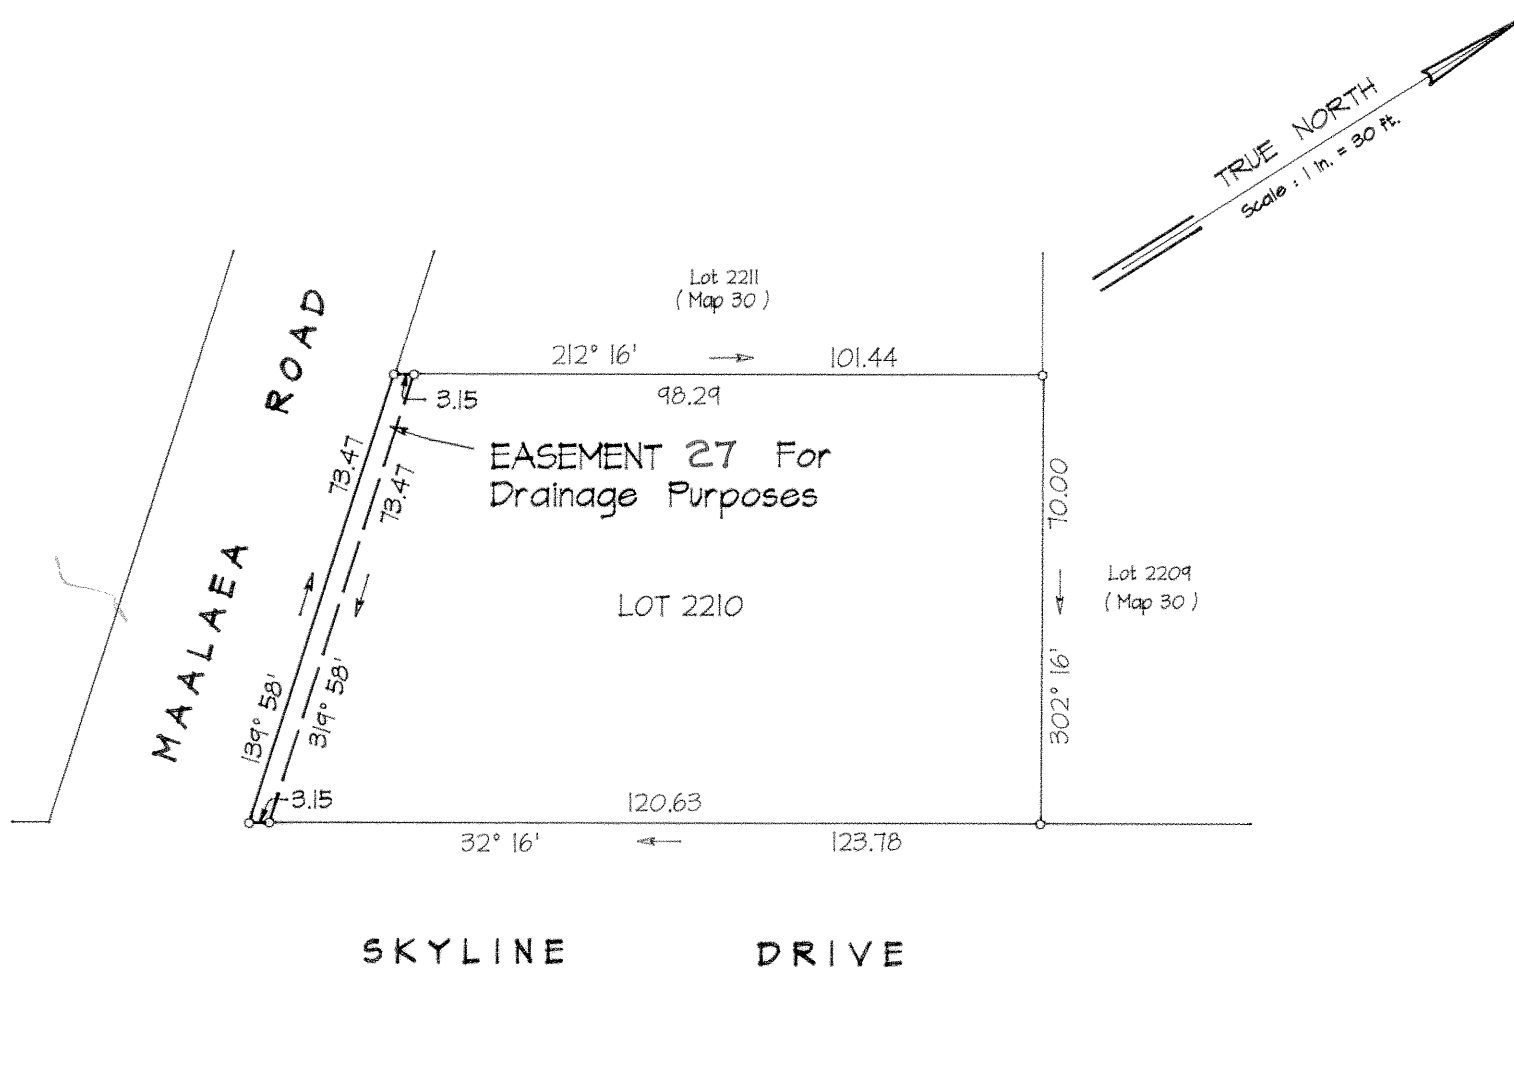 TRUE NORTH
Scale : 1 in. = 30 ft.
Lot 2211
( Map 30 )
212° 16'
101.44
98.29
3.15
MAALAEA ROAD
73.47
139° 58'
73.47
319° 58'
EASEMENT 27 For
Drainage Purposes
LOT 2210
70.00
302° 16'
Lot 2209
( Map 30 )
3.15
120.63
32° 16'
123.78
SKYLINE DRIVE